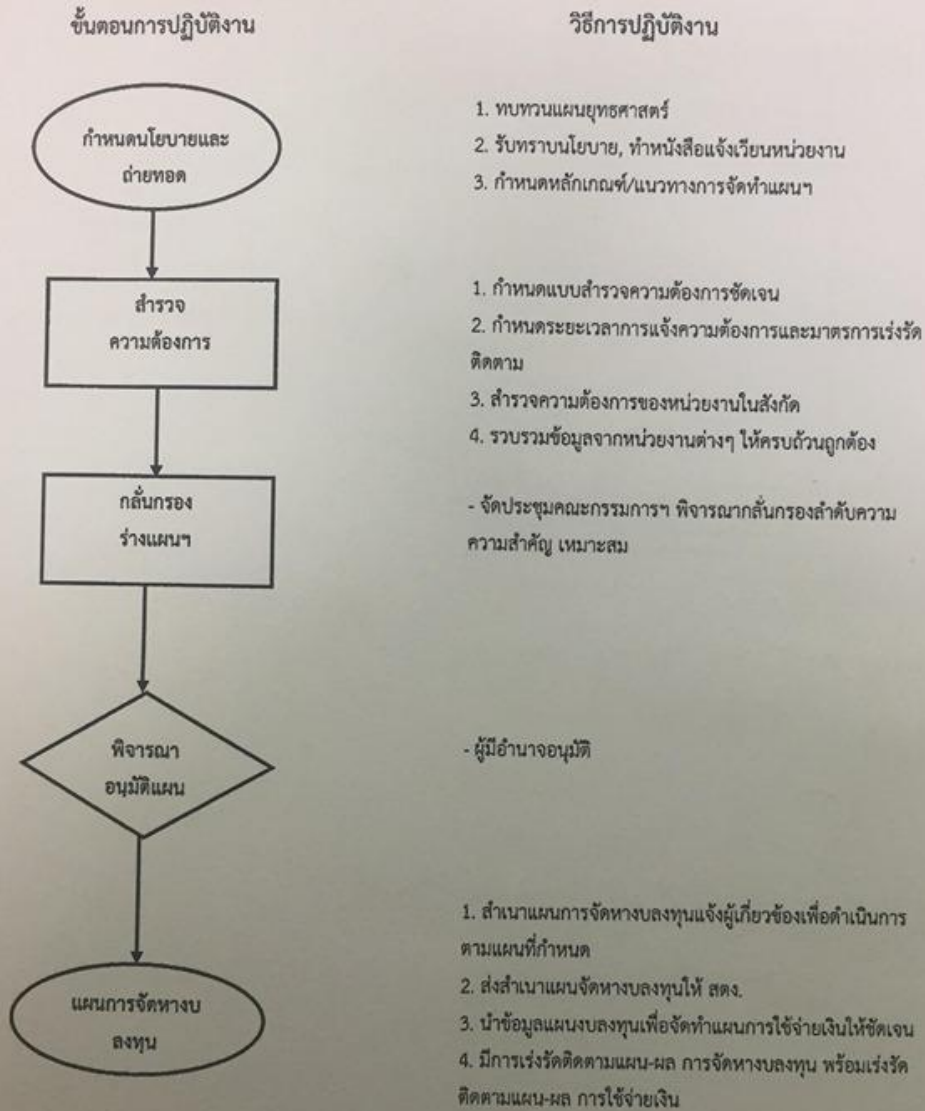 ขั้นตอนการปฏิบัติงาน
วิธีการปฏิบัติงาน
กำหนดนโยบายและ
ถ่ายทอด
1. ทบทวนแผนยุทธศาสตร์
2. รับทราบนโยบาย, ทำหนังสือแจ้งเวียนหน่วยงาน
3. กำหนดหลักเกณฑ์/แนวทางการจัดทำแผนฯ
สำรวจ
ความต้องการ
1. กำหนดแบบสำรวจความต้องการชัดเจน
2. กำหนดระยะเวลาการแจ้งความต้องการและมาตรการเร่งรัด
ติดตาม
3. สำรวจความต้องการของหน่วยงานในสังกัด
4. รวบรวมข้อมูลจากหน่วยงานต่างๆ ให้ครบถ้วนถูกต้อง
กลั่นกรอง
ร่างแผนฯ
- จัดประชุมคณะกรรมการฯ พิจารณากลั่นกรองลำดับความ
ความสำคัญ เหมาะสม
พิจารณา
อนุมัติแผน
- ผู้มีอำนาจอนุมัติ
แผนการจัดหางบ
ลงทุน
1. สำเนาแผนการจัดหางบลงทุนแจ้งผู้เกี่ยวข้องเพื่อดำเนินการ
ตามแผนที่กำหนด
2. ส่งสำเนาแผนจัดหางบลงทุนให้ สตง.
3. นำข้อมูลแผนงบลงทุนเพื่อจัดทำแผนการใช้จ่ายเงินให้ชัดเจน
4. มีการเร่งรัดติดตามแผน-ผล การจัดหางบลงทุน พร้อมเร่งรัด
ติดตามแผน-ผล การใช้จ่ายเงิน